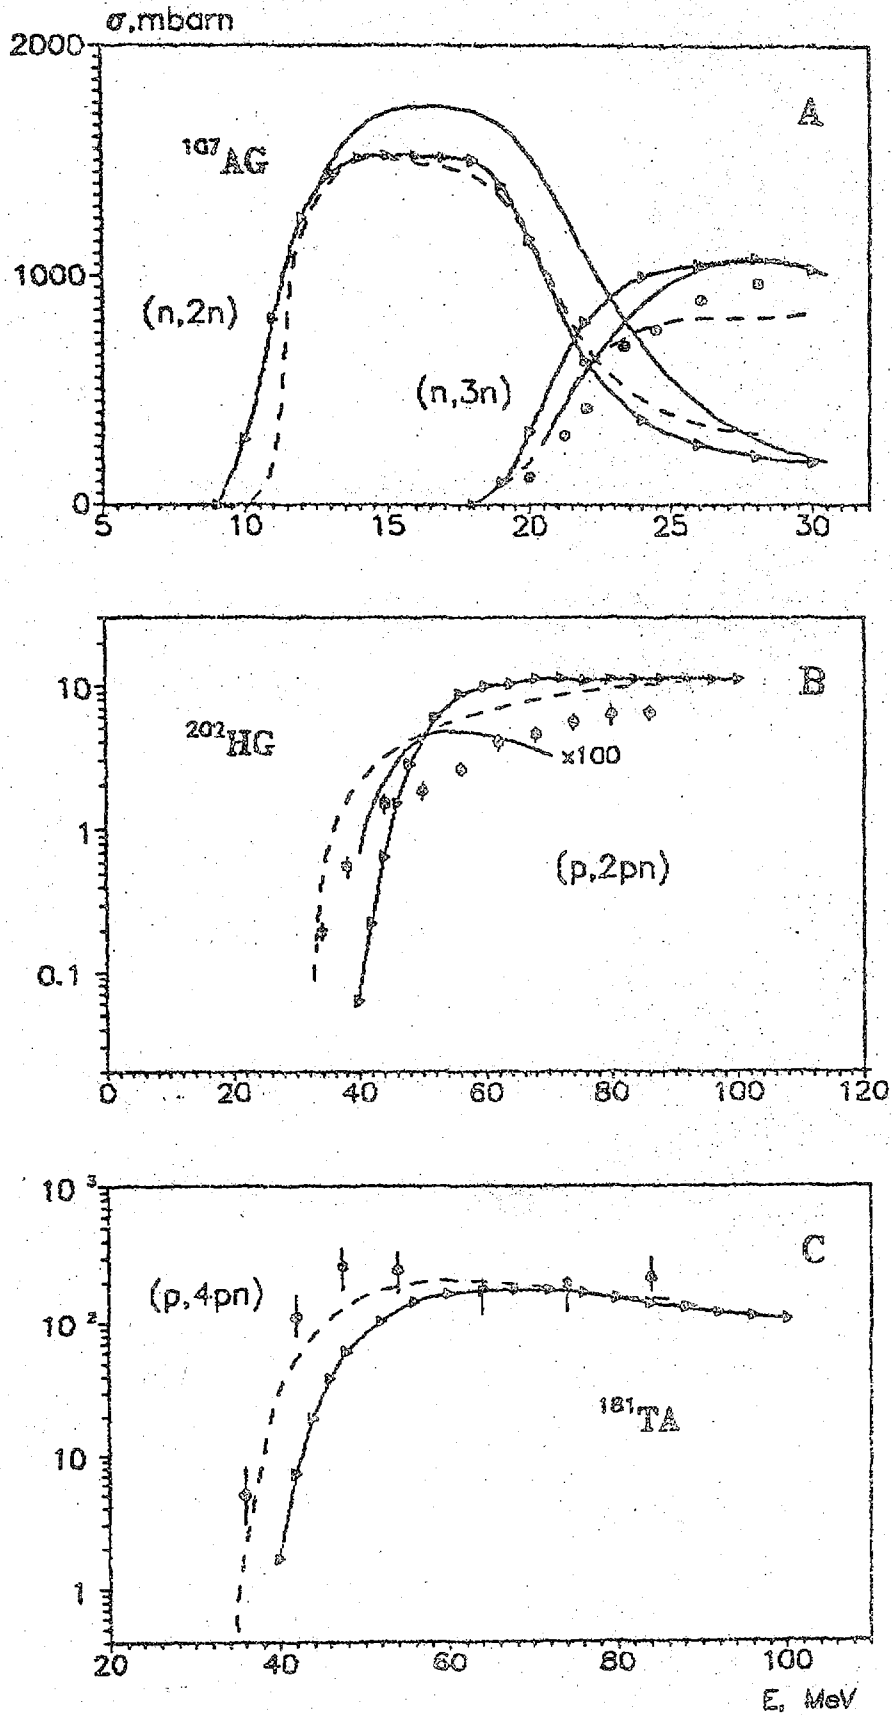 σ,mbarn
2000
A
107AG
1000
(n,2n)
(n,3n)
0
5 10 15 20 25 30
10
B
202HG
x100
1
(p,2pn)
0.1
0 20 40 60 80 100 120
10 3
C
(p,4pn)
10 2
181TA
10
1
20 40 60 80 100
E, MeV